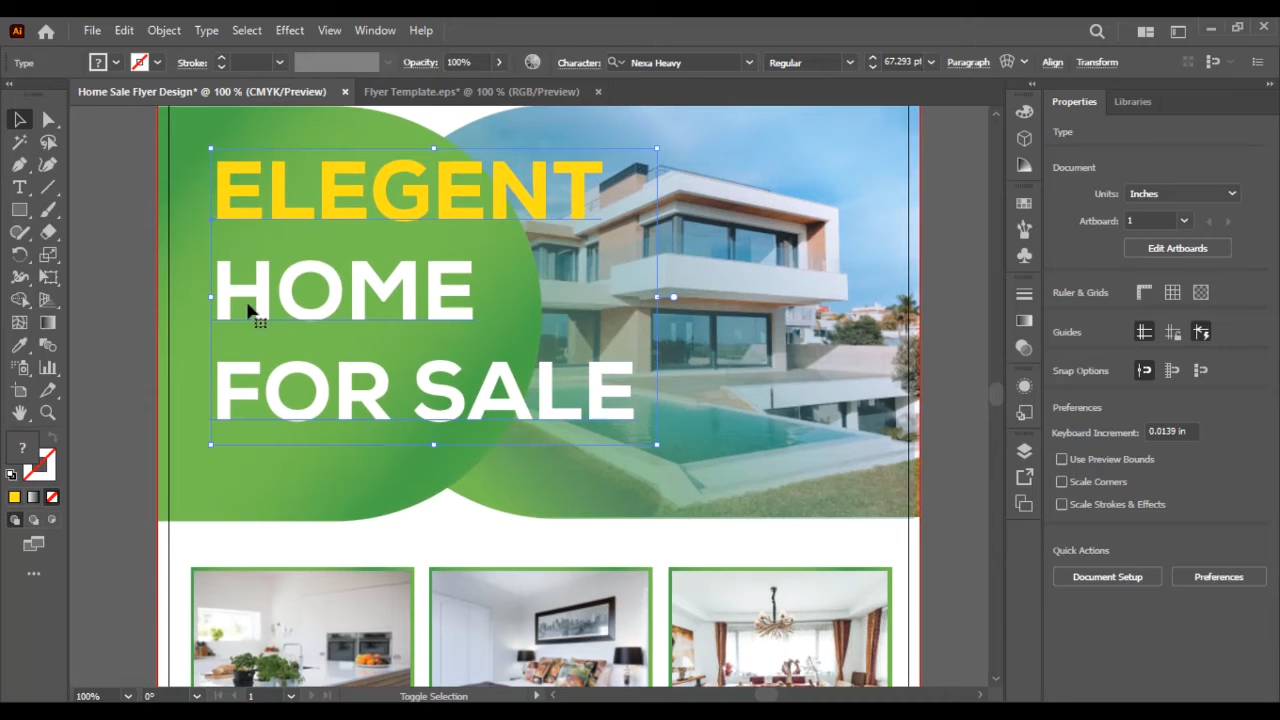 Ai File Edit Object Type Select Effect View Window Help
Type ? Stroke: Opacity: 100% Character: Nexa Heavy Regular 67.293 pt Paragraph Align Transform
Home Sale Flyer Design* @ 100 % (CMYK/Preview) Flyer Template.eps* @ 100 % (RGB/Preview)
Properties Libraries
Type
Document
Units: Inches
Artboard: 1
Edit Artboards
Ruler & Grids
Guides
Snap Options
Preferences
Keyboard Increment: 0.0139 in
Use Preview Bounds
Scale Corners
Scale Strokes & Effects
Quick Actions
Document Setup Preferences
ELEGENT
HOME
FOR SALE
?
100% 0° 1 Toggle Selection